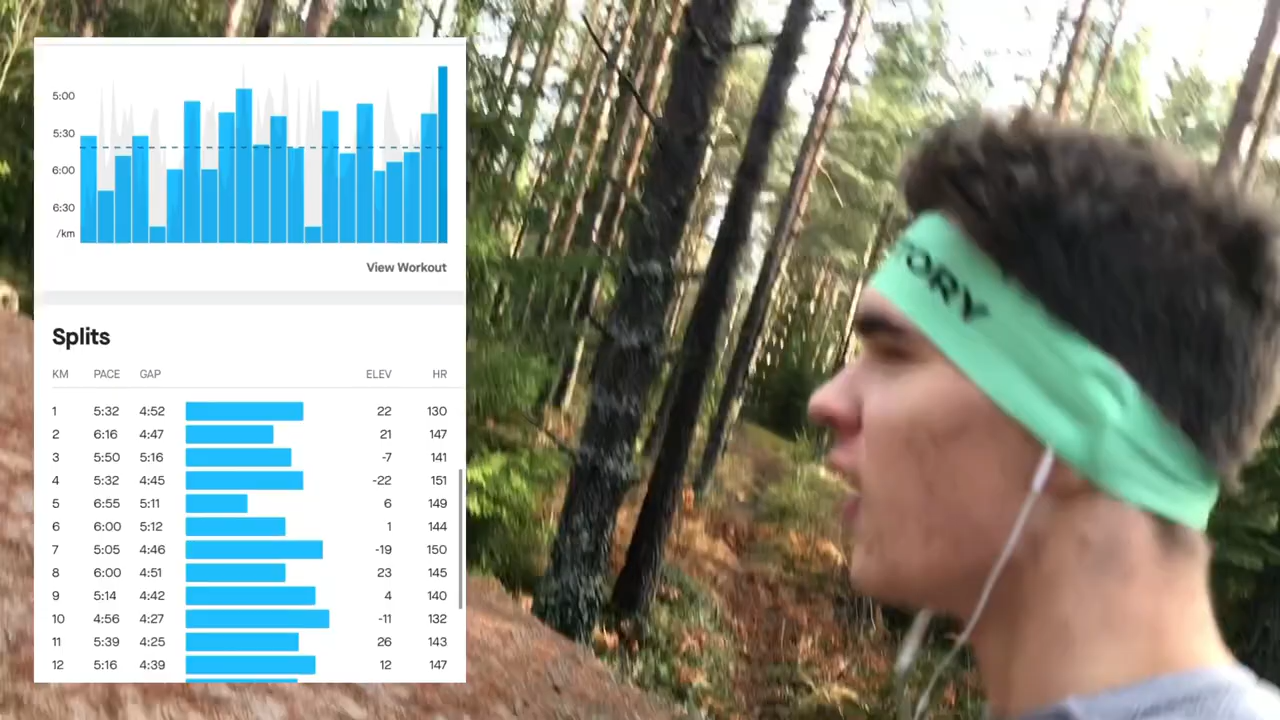 5:00
5:30
6:00
6:30
/km
View Workout
Splits
KM PACE GAP ELEV HR
1 5:32 4:52 22 130
2 6:16 4:47 21 147
3 5:50 5:16 -7 141
4 5:32 4:45 -22 151
5 6:55 5:11 6 149
6 6:00 5:12 1 144
7 5:05 4:46 -19 150
8 6:00 4:51 23 145
9 5:14 4:42 4 140
10 4:56 4:27 -11 132
11 5:39 4:25 26 143
12 5:16 4:39 12 147
TORY